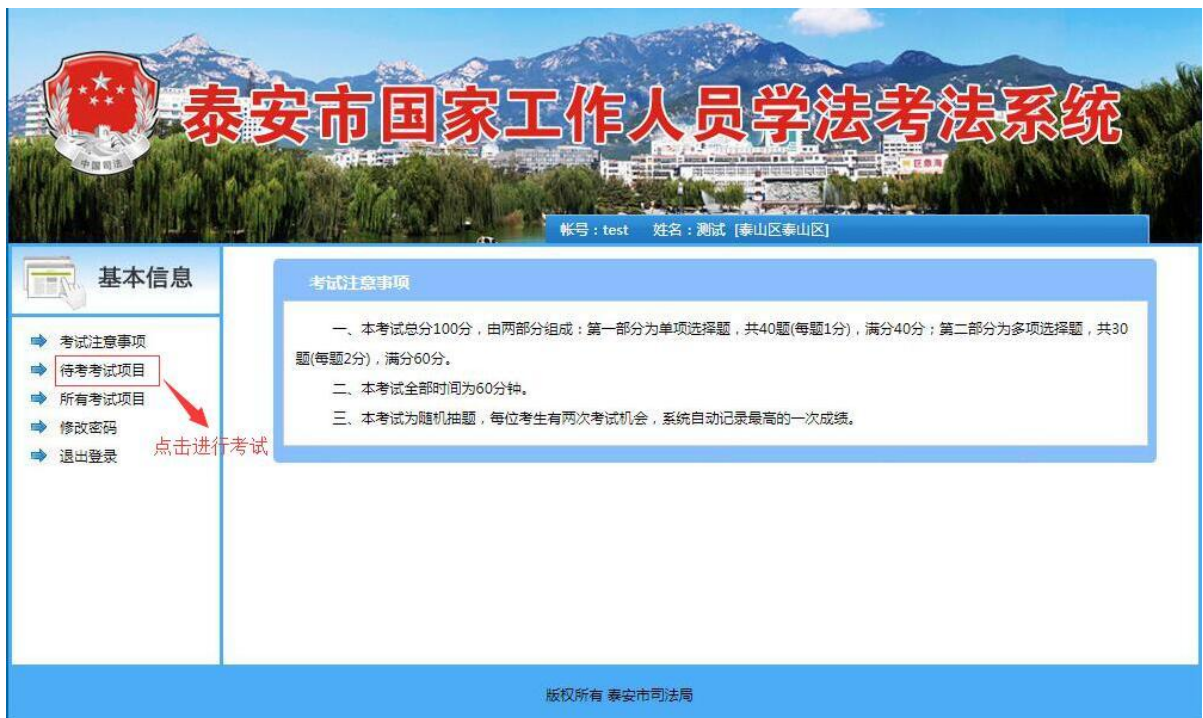 泰安市国家工作人员学法考法系统
中国司法
帐号：test 姓名：测试 [泰山区泰山区]
基本信息
考试注意事项
待考考试项目
所有考试项目
修改密码
退出登录
点击进行考试
考试注意事项
一、本考试总分100分，由两部分组成：第一部分为单项选择题，共40题(每题1分)，满分40分；第二部分为多项选择题，共30
题(每题2分)，满分60分。
二、本考试全部时间为60分钟。
三、本考试为随机抽题，每位考生有两次考试机会，系统自动记录最高的一次成绩。
版权所有 泰安市司法局